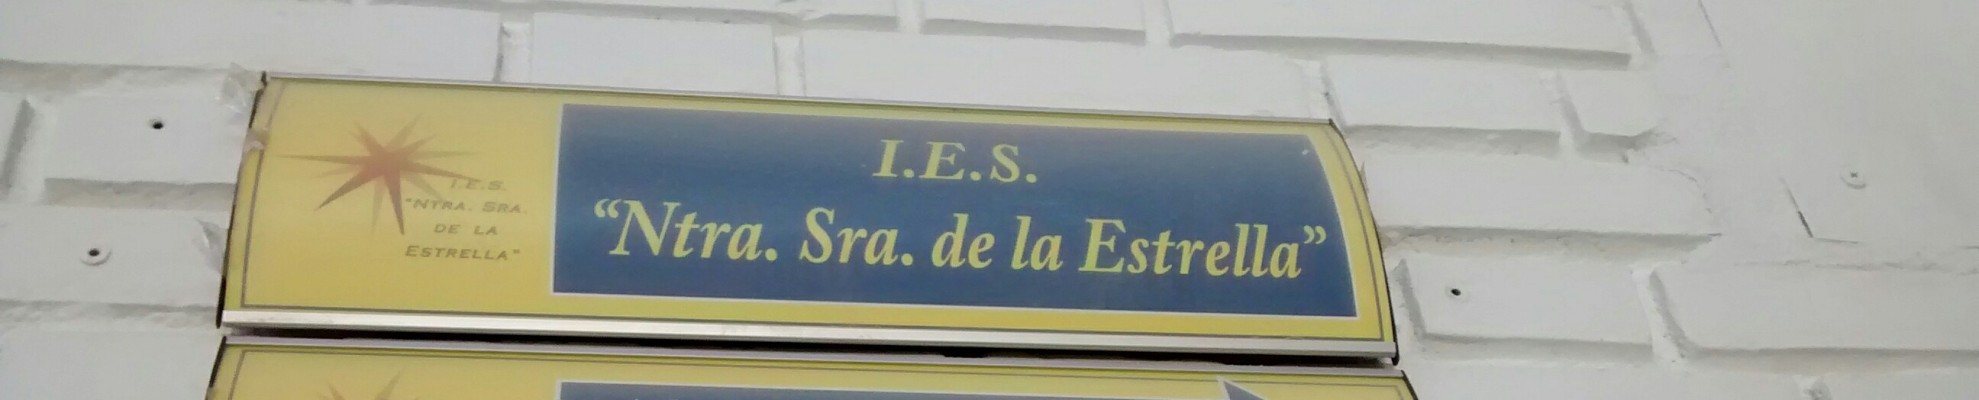 I.E.S.
"NTRA. SRA.
DE LA
ESTRELLA"
I.E.S.
“Ntra. Sra. de la Estrella”